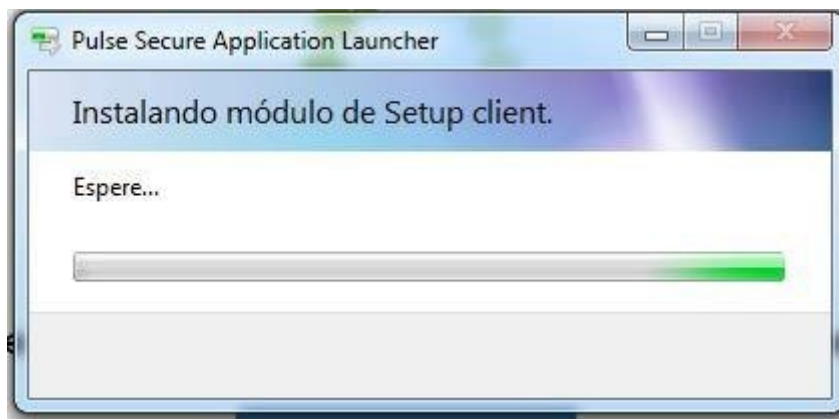 Pulse Secure Application Launcher
Instalando módulo de Setup client.
Espere...